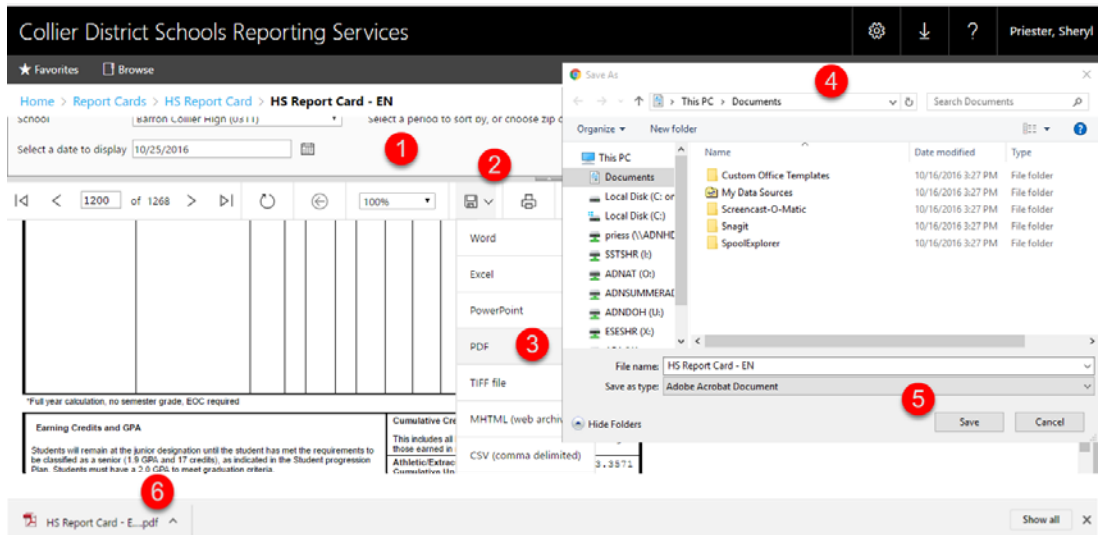 Collier District Schools Reporting Services
Priester, Sheryl
Favorites Browse
Home > Report Cards > HS Report Card > HS Report Card - EN
School Barron Collier High (0311) Select a period to sort by, or choose zip
Select a date to display 10/25/2016
1
2
1200 of 1268 100%
Word
Excel
PowerPoint
PDF
3
TIFF file
MHTML (web archiv
CSV (comma delimited)
*Full year calculation, no semester grade, EOC required
Earning Credits and GPA
Students will remain at the junior designation until the student has met the requirements to
be classified as a senior (1.9 GPA and 17 credits), as indicated in the Student progression
Plan. Students must have a 2.0 GPA to meet graduation criteria.
Cumulative Cre
This includes all
those earned in
Athletic/Extrac
Cumulative Un
3.3571
Save As
4
This PC > Documents
Search Documents
Organize New folder
This PC
Documents
Local Disk (C: or
Local Disk (C:)
priess (\\ADNHD
SSTSHR (I:)
ADNAT (O:)
ADNSUMMERAD
ADNDOH (U:)
ESESHR (X:)
Name Date modified Type
Custom Office Templates 10/16/2016 3:27 PM File folder
My Data Sources 10/16/2016 3:27 PM File folder
Screencast-O-Matic 10/16/2016 3:27 PM File folder
Snagit 10/16/2016 3:27 PM File folder
SpoolExplorer 10/16/2016 3:27 PM File folder
File name: HS Report Card - EN
Save as type: Adobe Acrobat Document
5
Hide Folders Save Cancel
6
HS Report Card - E....pdf
Show all